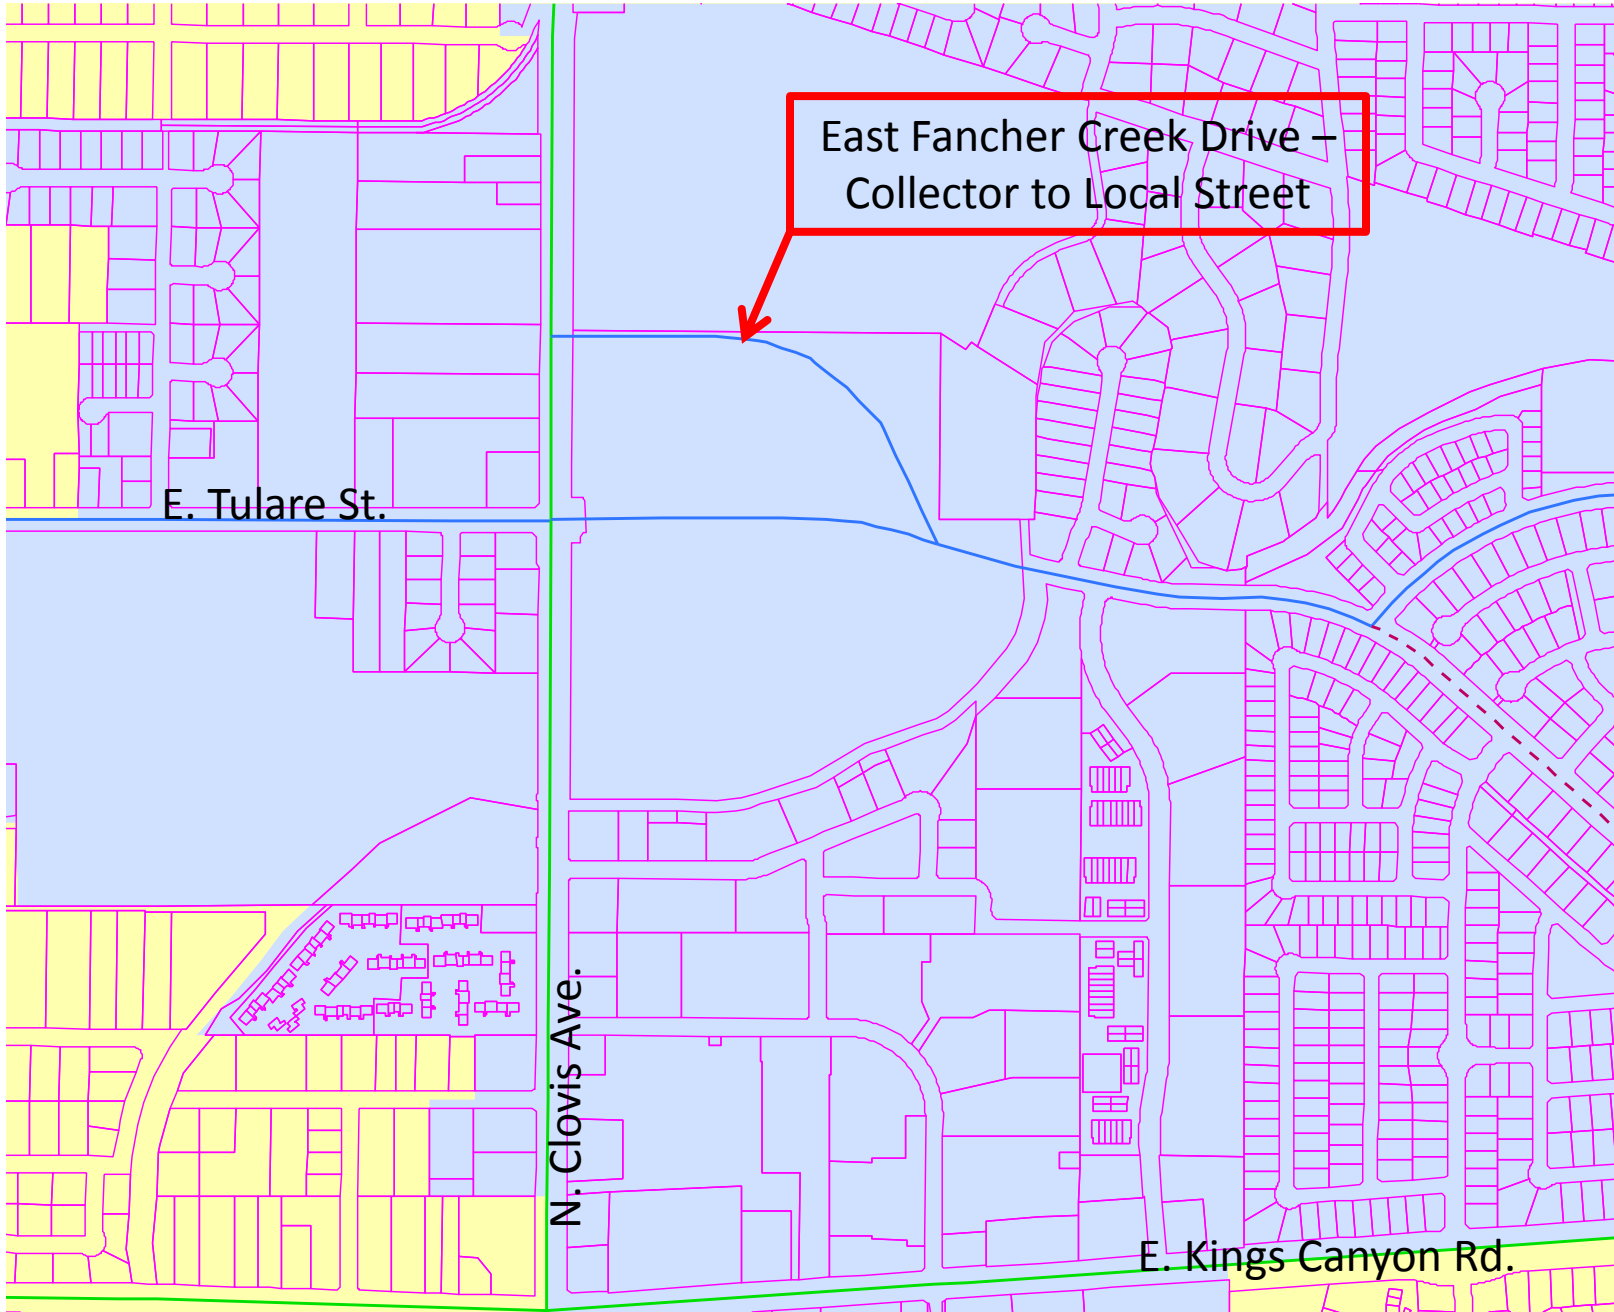 East Fancher Creek Drive –
Collector to Local Street
E. Tulare St.
N. Clovis Ave.
E. Kings Canyon Rd.